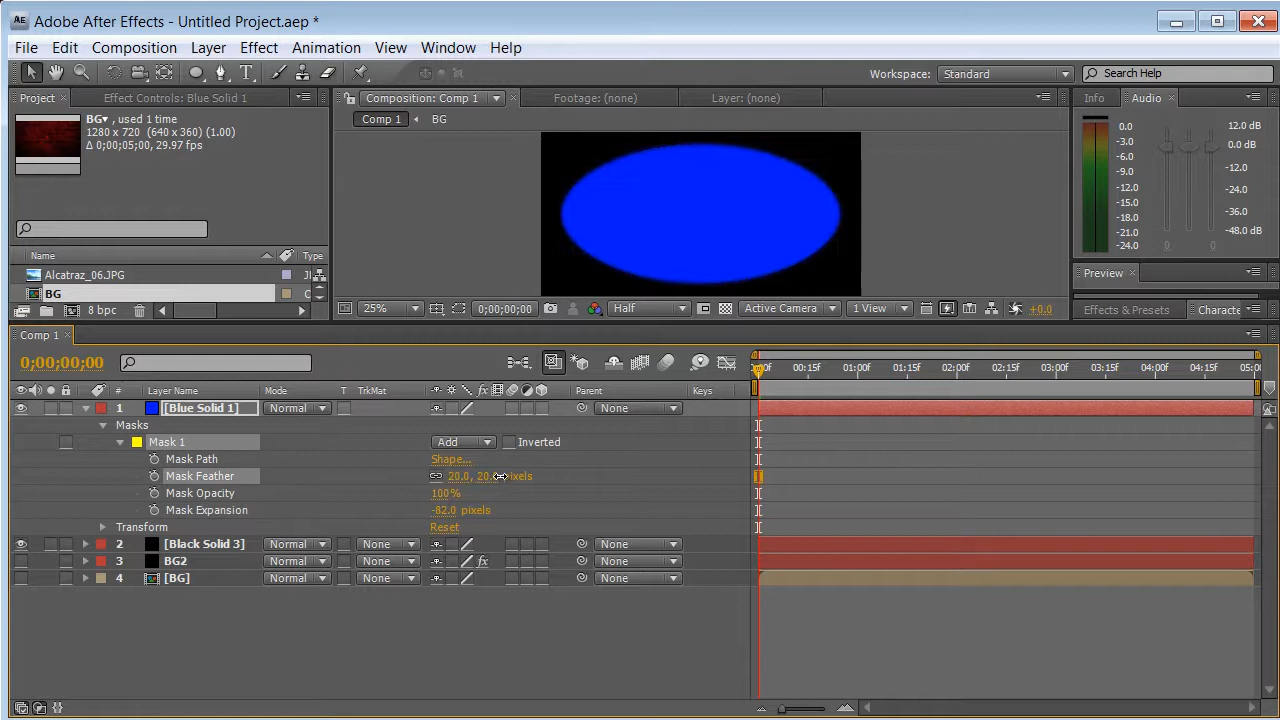 AE Adobe After Effects - Untitled Project.aep *
File Edit Composition Layer Effect Animation View Window Help
T Workspace: Standard Search Help
Project Effect Controls: Blue Solid 1 Composition: Comp 1 Footage: (none) Layer: (none) Info Audio
BG▾ , used 1 time
1280 x 720 (640 x 360) (1.00)
Δ 0;00;05;00, 29.97 fps
Comp 1 BG
0.0 12.0 dB
-3.0 0.0 dB
-6.0
-9.0 -12.0
-12.0
-15.0 -24.0
-18.0 -36.0
-21.0
-24.0 -48.0 dB
0 0
Name Type
Alcatraz_06.JPG
BG
8 bpc
25% 0;00;00;00 Half Active Camera 1 View +0.0
Preview
Effects & Presets Characte
Comp 1
0;00;00;00
00:15f 01:00f 01:15f 02:00f 02:15f 03:00f 03:15f 04:00f 04:15f 05:0
# Layer Name Mode T TrkMat fx Parent Keys
1 [Blue Solid 1] Normal None
Masks
Mask 1 Add Inverted
Mask Path Shape...
Mask Feather 20.0, 20.0 pixels
Mask Opacity 100%
Mask Expansion -82.0 pixels
Transform Reset
2 [Black Solid 3] Normal None None
3 BG2 Normal None fx None
4 [BG] Normal None None